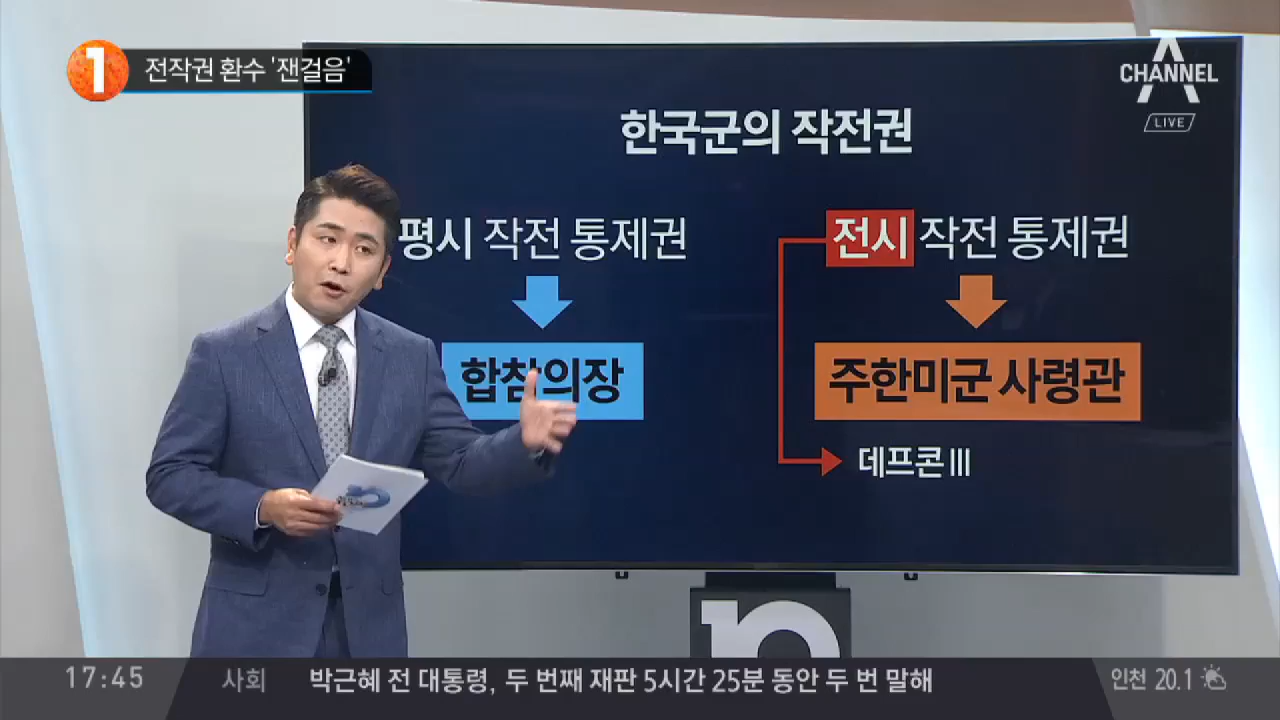 1 전작권 환수 '잰걸음'
CHANNEL A
LIVE
한국군의 작전권
평시 작전 통제권
전시 작전 통제권
합참의장
주한미군 사령관
데프콘 III
17:45 사회 박근혜 전 대통령, 두 번째 재판 5시간 25분 동안 두 번 말해 인천 20.1